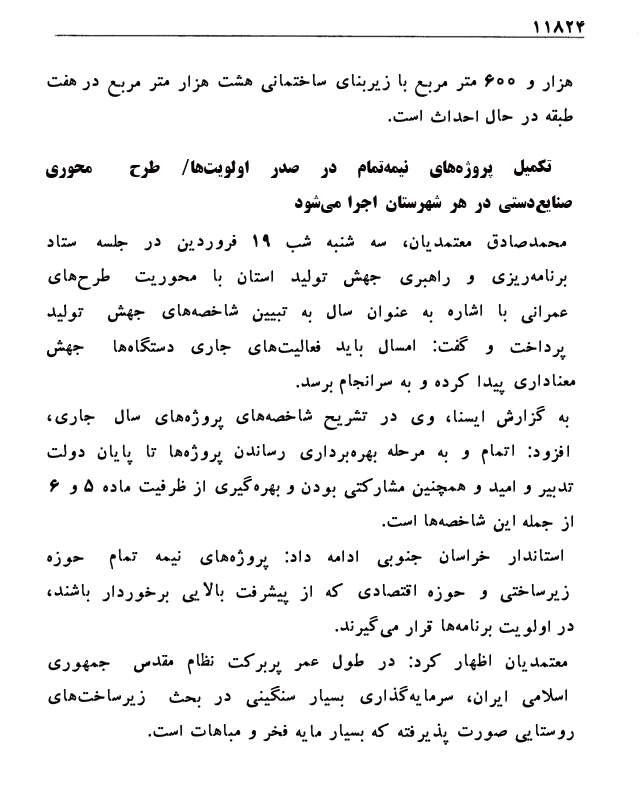 ۱۱۸۲۴
هزار و ۶۰۰ متر مربع با زیربنای ساختمانی هشت هزار متر مربع در هفت
طبقه در حال احداث است.
تکمیل پروژه‌های نیمه‌تمام در صدر اولویت‌ها/ طرح محوری
صنایع‌دستی در هر شهرستان اجرا می‌شود
محمدصادق معتمدیان، سه شنبه شب ۱۹ فروردین در جلسه ستاد
برنامه‌ریزی و راهبری جهش تولید استان با محوریت طرح‌های
عمرانی با اشاره به عنوان سال به تبیین شاخصه‌های جهش تولید
پرداخت و گفت: امسال باید فعالیت‌های جاری دستگاه‌ها جهش
معناداری پیدا کرده و به سرانجام برسد.
به گزارش ایسنا، وی در تشریح شاخصه‌های پروژه‌های سال جاری،
افزود: اتمام و به مرحله بهره‌برداری رساندن پروژه‌ها تا پایان دولت
تدبیر و امید و همچنین مشارکتی بودن و بهره‌گیری از ظرفیت ماده ۵ و ۶
از جمله این شاخصه‌ها است.
استاندار خراسان جنوبی ادامه داد: پروژه‌های نیمه تمام حوزه
زیرساختی و حوزه اقتصادی که از پیشرفت بالایی برخوردار باشند،
در اولویت برنامه‌ها قرار می‌گیرند.
معتمدیان اظهار کرد: در طول عمر پربرکت نظام مقدس جمهوری
اسلامی ایران، سرمایه‌گذاری بسیار سنگینی در بحث زیرساخت‌های
روستایی صورت پذیرفته که بسیار مایه فخر و مباهات است.